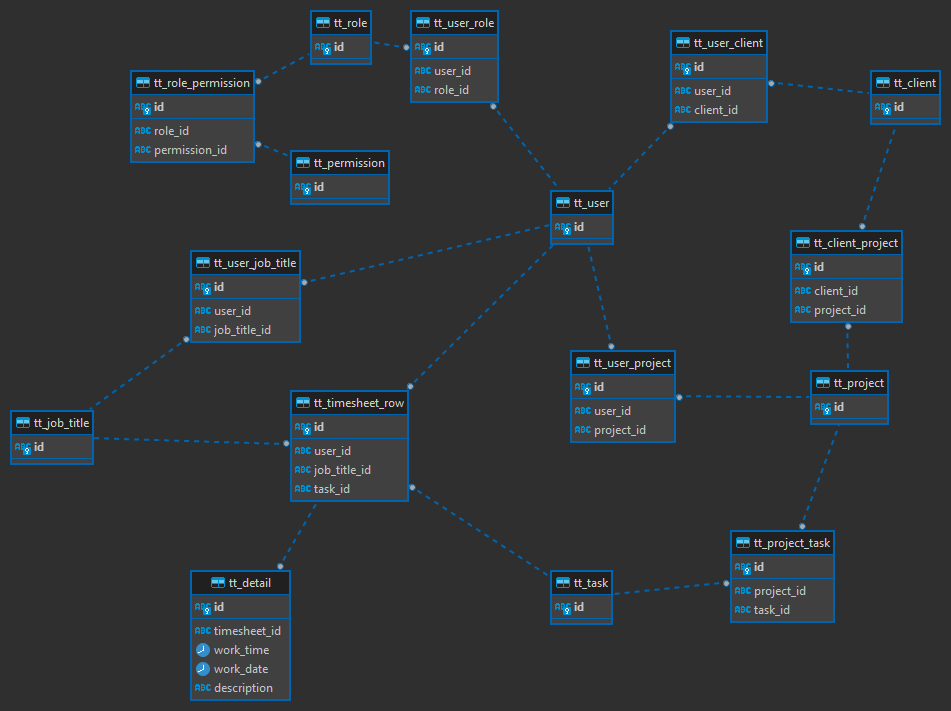 tt_role
id
tt_user_role
id
user_id
role_id
tt_user_client
id
user_id
client_id
tt_client
id
tt_role_permission
id
role_id
permission_id
tt_permission
id
tt_user
id
tt_client_project
id
client_id
project_id
tt_user_job_title
id
user_id
job_title_id
tt_user_project
id
user_id
project_id
tt_project
id
tt_job_title
id
tt_timesheet_row
id
user_id
job_title_id
task_id
tt_project_task
id
project_id
task_id
tt_detail
id
timesheet_id
work_time
work_date
description
tt_task
id